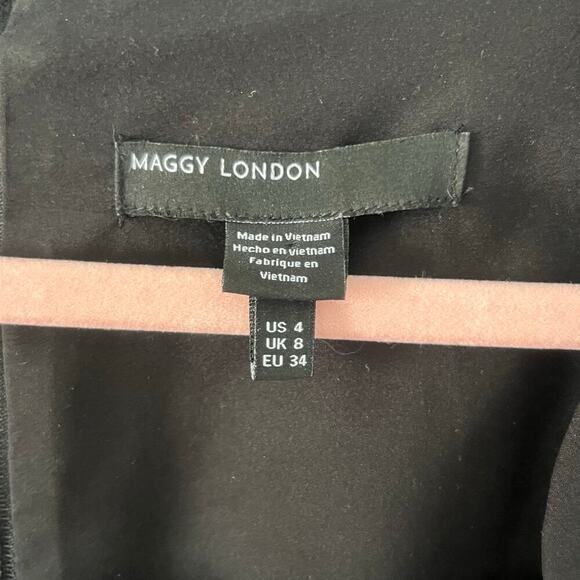 MAGGY LONDON
Made in Vietnam
Hecho en Vietnam
Fabrique en
Vietnam
US 4
UK 8
EU 34